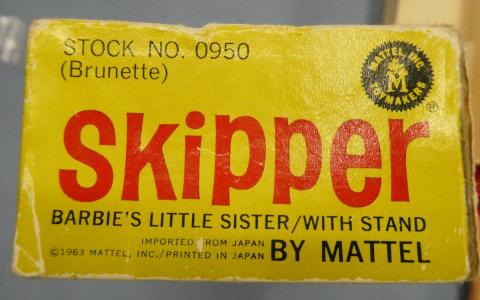 STOCK NO. 0950
(Brunette)
MATTEL, INC.
TOYMAKERS
M
®
Skipper
BARBIE'S LITTLE SISTER/WITH STAND
IMPORTED FROM JAPAN
©1963 MATTEL, INC./PRINTED IN JAPAN
BY MATTEL